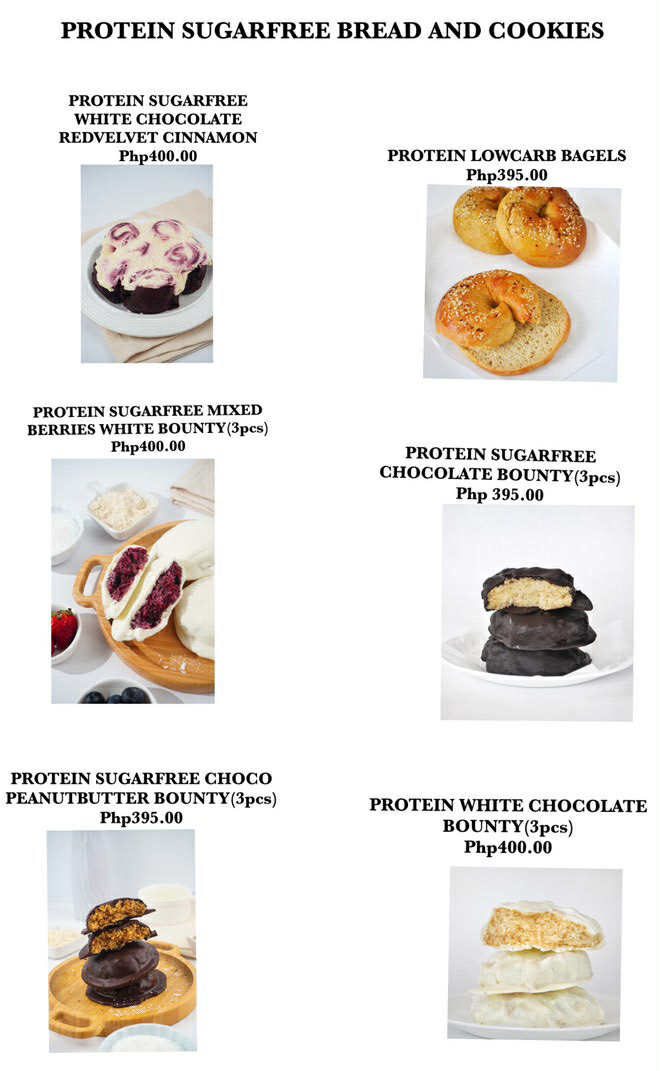 PROTEIN SUGARFREE BREAD AND COOKIES
PROTEIN SUGARFREE
WHITE CHOCOLATE
REDVELVET CINNAMON
Php400.00
PROTEIN LOWCARB BAGELS
Php395.00
PROTEIN SUGARFREE MIXED
BERRIES WHITE BOUNTY(3pcs)
Php400.00
PROTEIN SUGARFREE
CHOCOLATE BOUNTY(3pcs)
Php 395.00
PROTEIN SUGARFREE CHOCO
PEANUTBUTTER BOUNTY(3pcs)
Php395.00
PROTEIN WHITE CHOCOLATE
BOUNTY(3pcs)
Php400.00